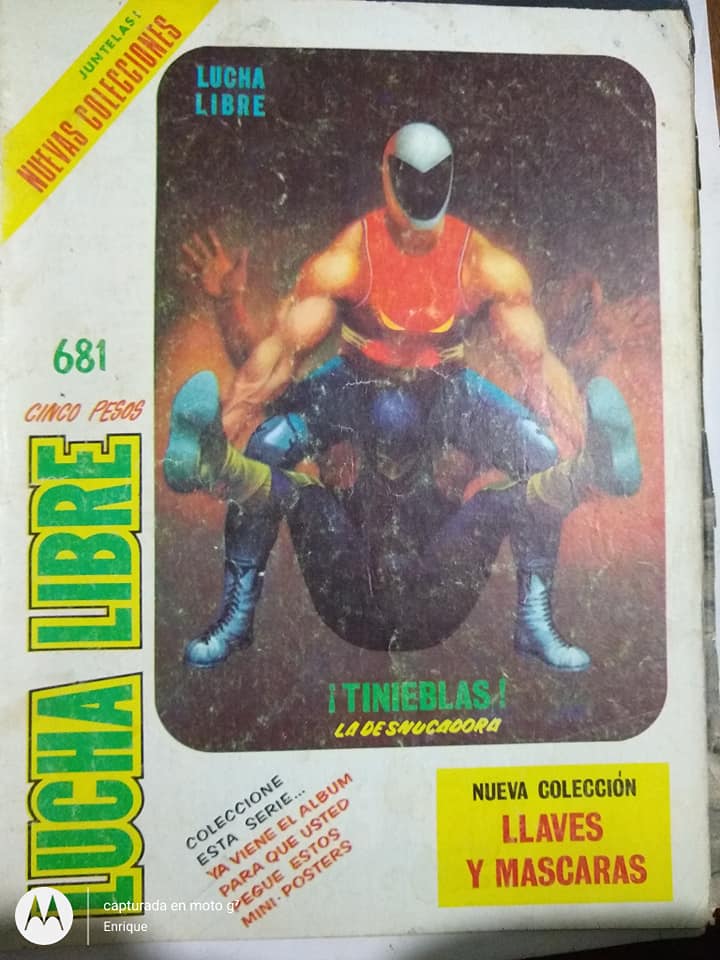 JUNTELAS!
NUEVAS COLECCIONES
LUCHA
LIBRE
681
CINCO PESOS
LUCHA LIBRE
¡TINIEBLAS!
LA DESNUCADORA
COLECCIONE
ESTA SERIE...
YA VIENE EL ALBUM
PARA QUE USTED
PEGUE ESTOS
MINI-POSTERS
NUEVA COLECCIÓN
LLAVES
Y MASCARAS
capturada en moto g⁷
Enrique